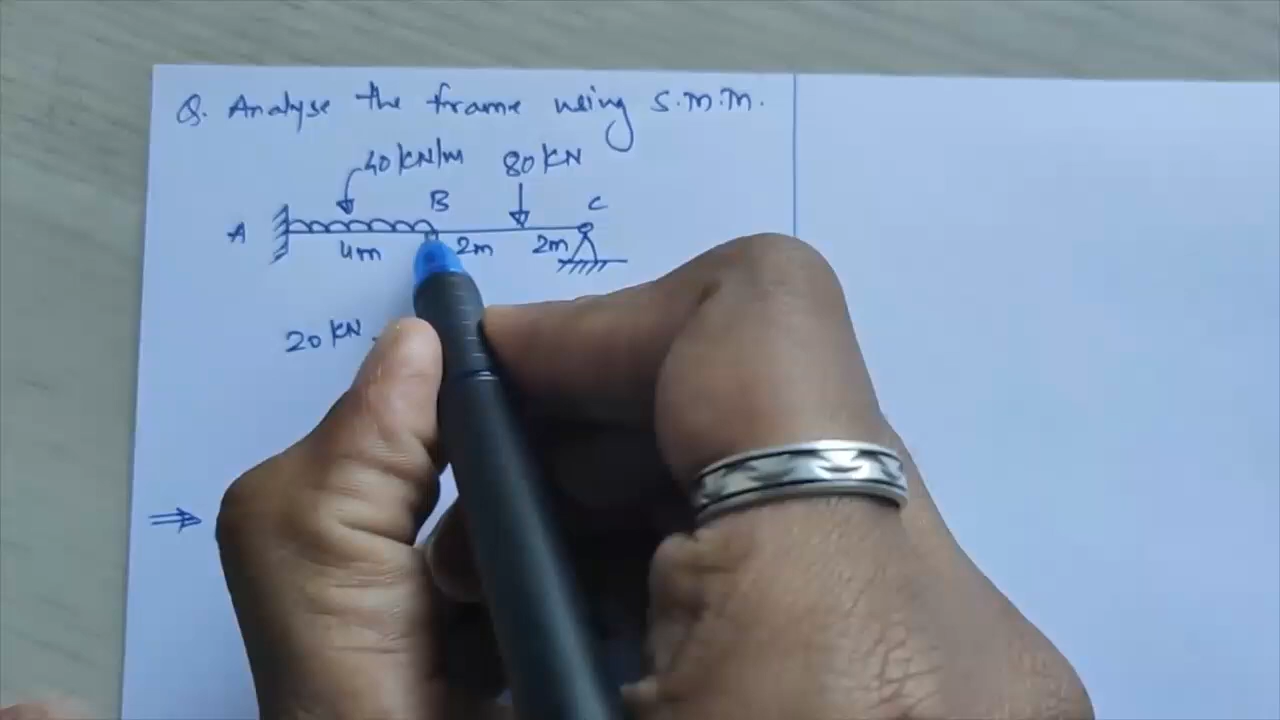 Q. Analyse the frame using S.M.M.
40 KN/m 80 KN
B C
A
4m 2m 2m
20 KN
⇒